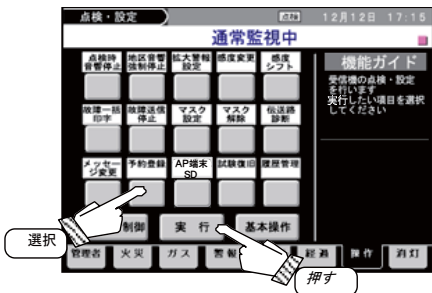 点検・設定
点検 12月12日 17:15
通常監視中
点検時音響停止 地区音響強制停止 拡大警報設定 感度変更 感度シフト
故障一括印字 故障送信停止 マスク設定 マスク解除 伝送路診断
メッセージ変更 予約登録 AP端末SD 試験復旧 履歴管理
制御 実行 基本操作
管理者 火災 ガス 警報 経過 操作 消灯
機能ガイド
受信機の点検・設定
を行います
実行したい項目を選択
してください
選択
押す